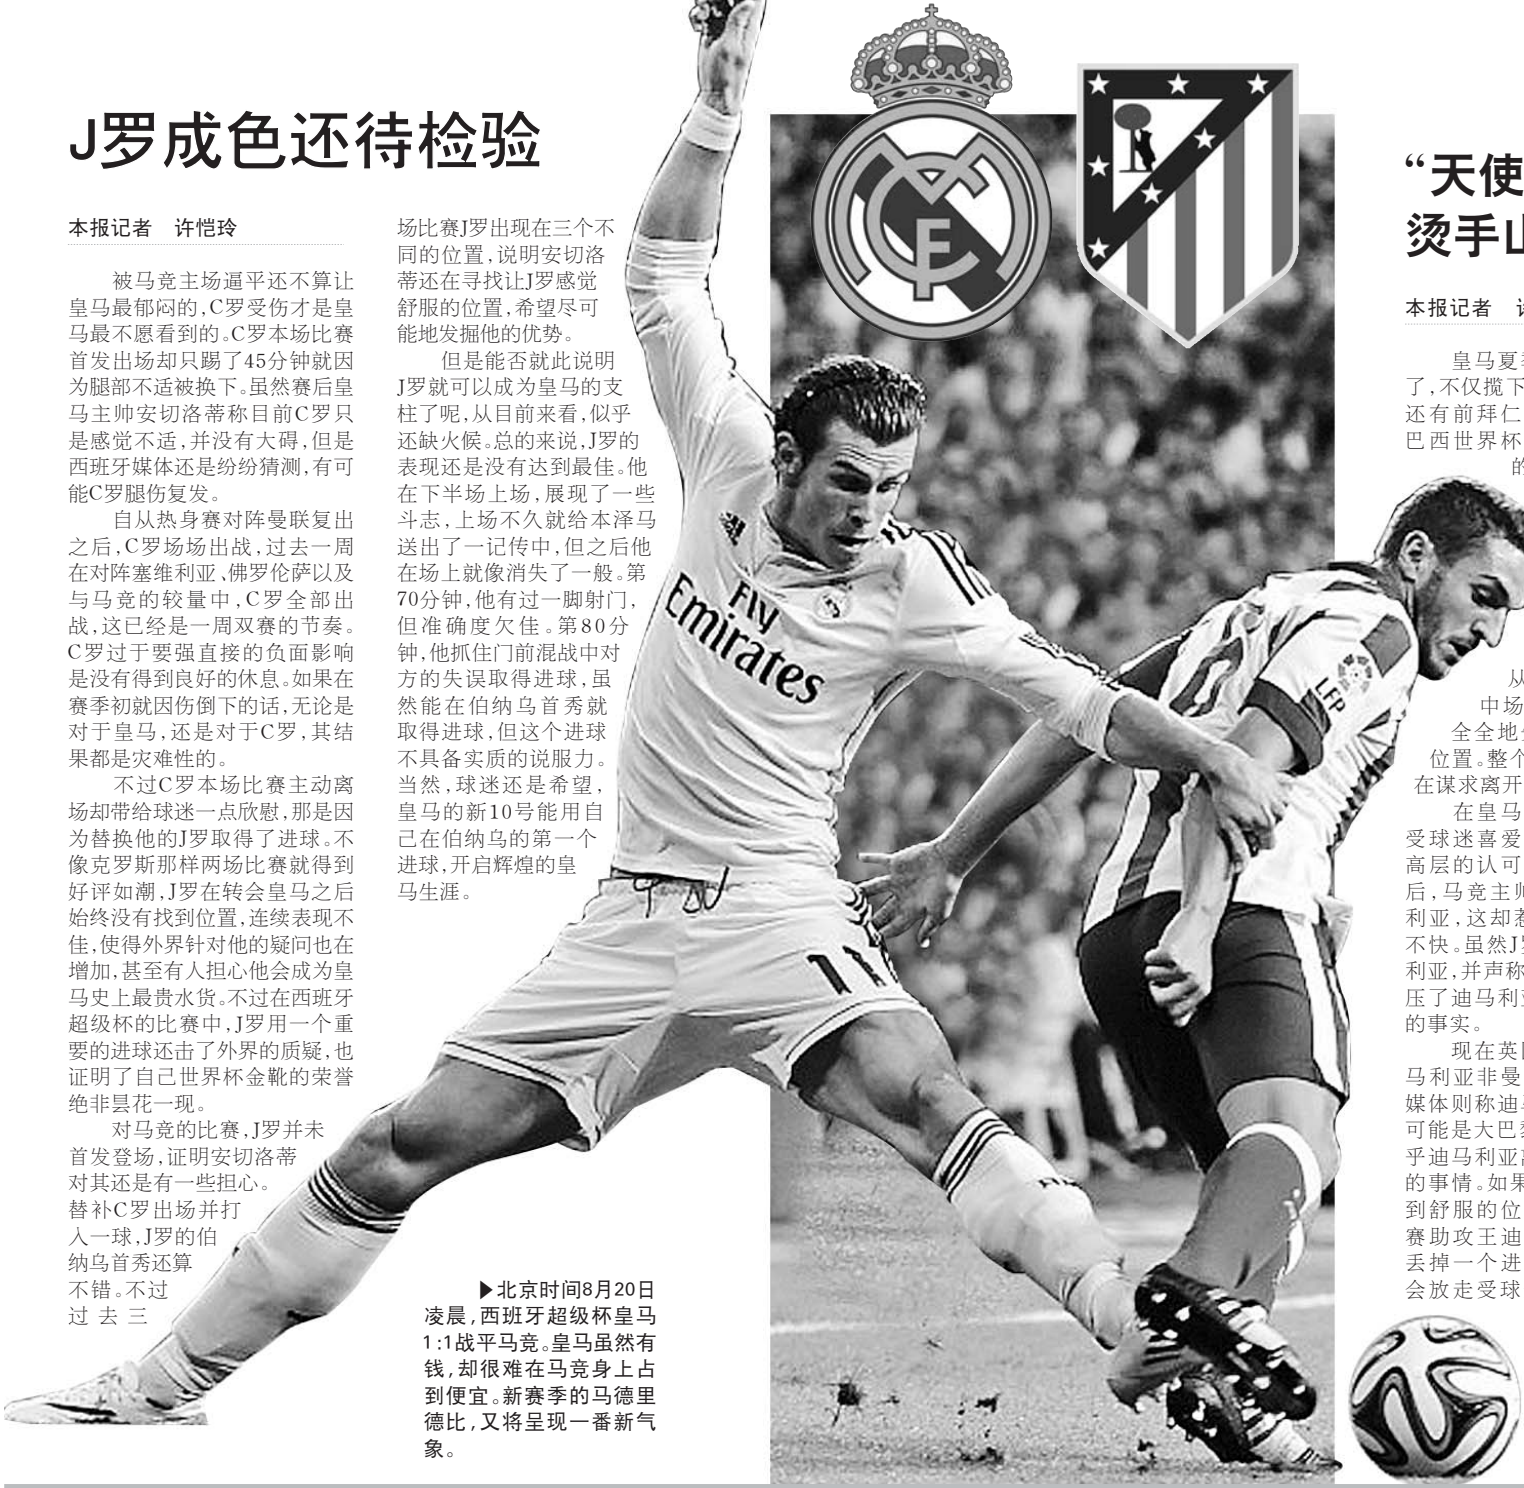 J罗成色还待检验
本报记者　许恺玲
被马竞主场逼平还不算让
皇马最郁闷的,C罗受伤才是皇
马最不愿看到的。C罗本场比赛
首发出场却只踢了45分钟就因
为腿部不适被换下。虽然赛后皇
马主帅安切洛蒂称目前C罗只
是感觉不适,并没有大碍,但是
西班牙媒体还是纷纷猜测,有可
能C罗腿伤复发。
自从热身赛对阵曼联复出
之后,C罗场场出战,过去一周
在对阵塞维利亚、佛罗伦萨以及
与马竞的较量中,C罗全部出
战,这已经是一周双赛的节奏。
C罗过于要强直接的负面影响
是没有得到良好的休息。如果在
赛季初就因伤倒下的话,无论是
对于皇马,还是对于C罗,其结
果都是灾难性的。
不过C罗本场比赛主动离
场却带给球迷一点欣慰,那是因
为替换他的J罗取得了进球。不
像克罗斯那样两场比赛就得到
好评如潮,J罗在转会皇马之后
始终没有找到位置,连续表现不
佳,使得外界针对他的疑问也在
增加,甚至有人担心他会成为皇
马史上最贵水货。不过在西班牙
超级杯的比赛中,J罗用一个重
要的进球还击了外界的质疑,也
证明了自己世界杯金靴的荣誉
绝非昙花一现。
对马竞的比赛,J罗并未
首发登场,证明安切洛蒂
对其还是有一些担心。
替补C罗出场并打
入一球,J罗的伯
纳乌首秀还算
不错。不过
过去三
场比赛J罗出现在三个不
同的位置,说明安切洛
蒂还在寻找让J罗感觉
舒服的位置,希望尽可
能地发掘他的优势。
但是能否就此说明
J罗就可以成为皇马的支
柱了呢,从目前来看,似乎
还缺火候。总的来说,J罗的
表现还是没有达到最佳。他
在下半场上场,展现了一些
斗志,上场不久就给本泽马
送出了一记传中,但之后他
在场上就像消失了一般。第
70分钟,他有过一脚射门,
但准确度欠佳。第80分
钟,他抓住门前混战中对
方的失误取得进球,虽
然能在伯纳乌首秀就
取得进球,但这个进球
不具备实质的说服力。
当然,球迷还是希望,
皇马的新10号能用自
己在伯纳乌的第一个
进球,开启辉煌的皇
马生涯。
▶北京时间8月20日
凌晨,西班牙超级杯皇马
1:1战平马竞。皇马虽然有
钱,却很难在马竞身上占
到便宜。新赛季的马德里
德比,又将呈现一番新气
象。
Fly
Emirates
11
LFP
“天使
烫手山
本报记者
皇马夏
了,不仅揽下
还有前拜仁
巴西世界杯
的
从
中场
全全地
位置。整个
在谋求离开
在皇马
受球迷喜爱
高层的认可
后,马竞主帅
利亚,这却惹
不快。虽然J罗
利亚,并声称
压了迪马利亚
的事实。
现在英国
马利亚非曼
媒体则称迪马
可能是大巴黎
乎迪马利亚离
的事情。如果
到舒服的位
赛助攻王迪
丢掉一个进
会放走受球